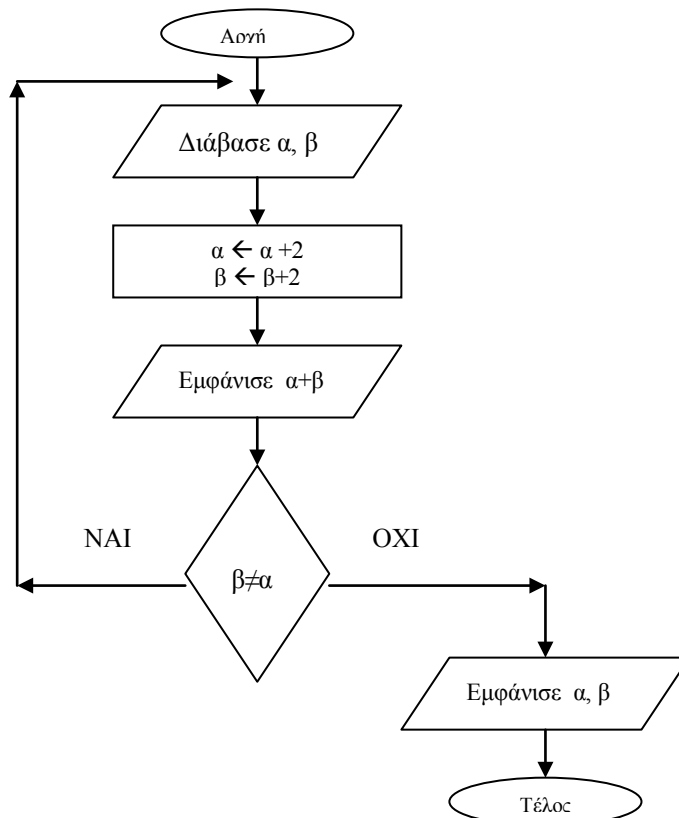 Αρχή
Διάβασε α, β
α ← α +2
β ← β+2
Εμφάνισε α+β
ΝΑΙ
ΟΧΙ
β≠α
Εμφάνισε α, β
Τέλος